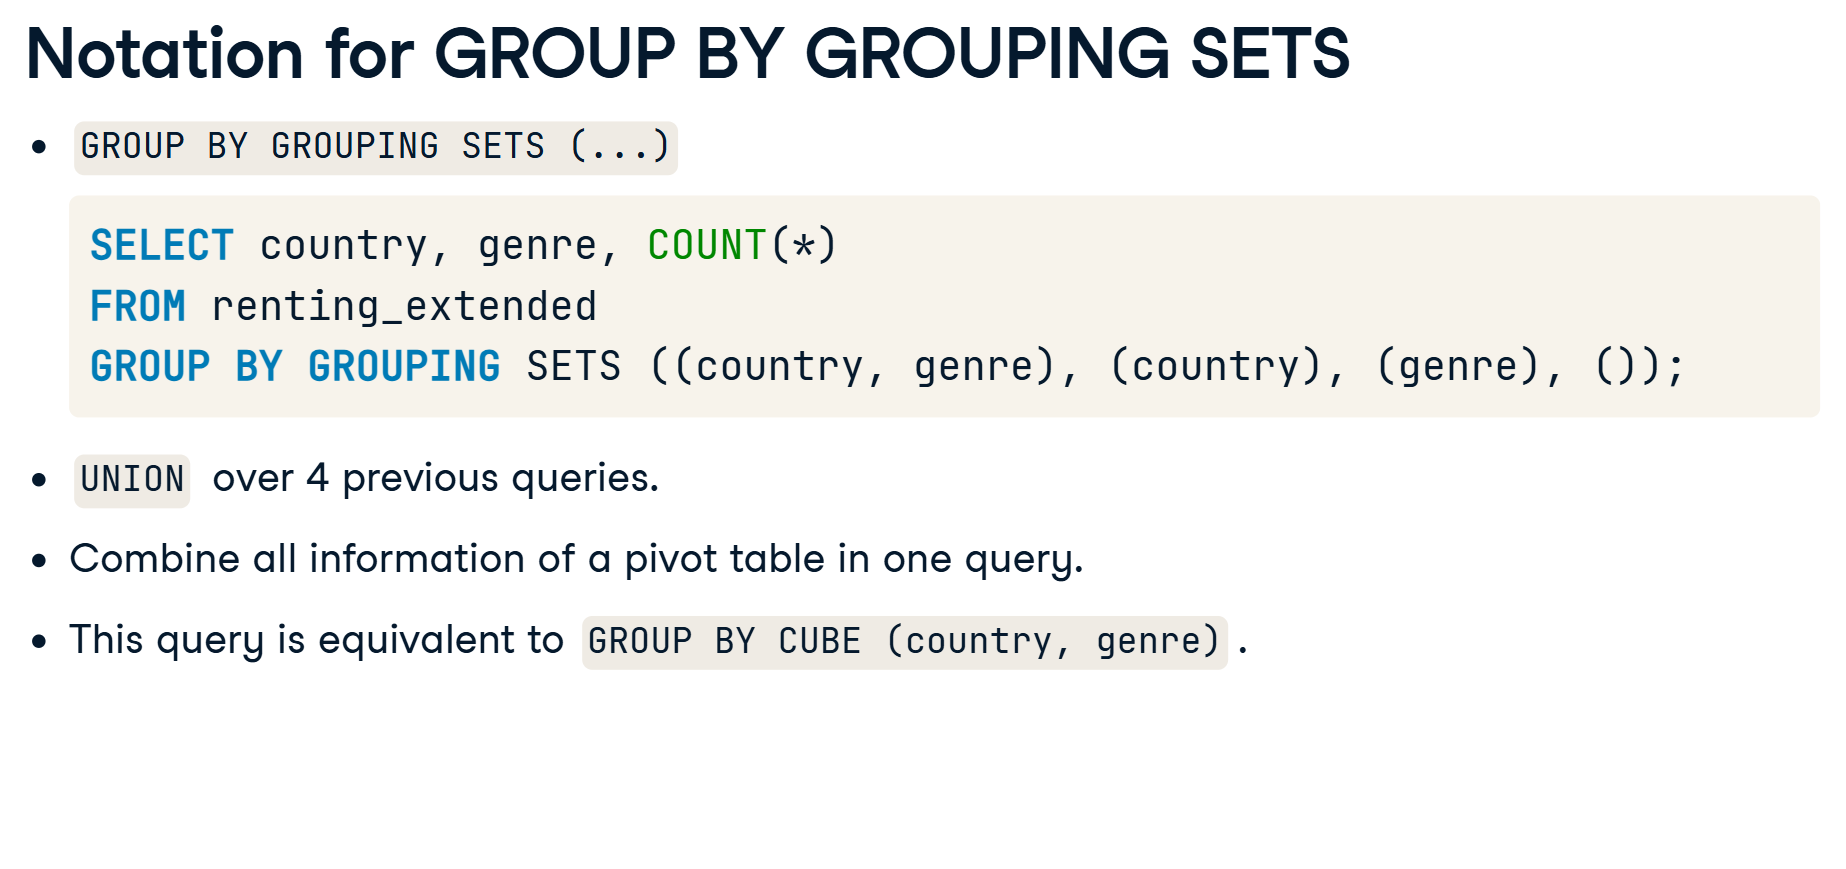 Notation for GROUP BY GROUPING SETS
• GROUP BY GROUPING SETS (...)
SELECT country, genre, COUNT(*)
FROM renting_extended
GROUP BY GROUPING SETS ((country, genre), (country), (genre), ());
• UNION over 4 previous queries.
• Combine all information of a pivot table in one query.
• This query is equivalent to GROUP BY CUBE (country, genre) .